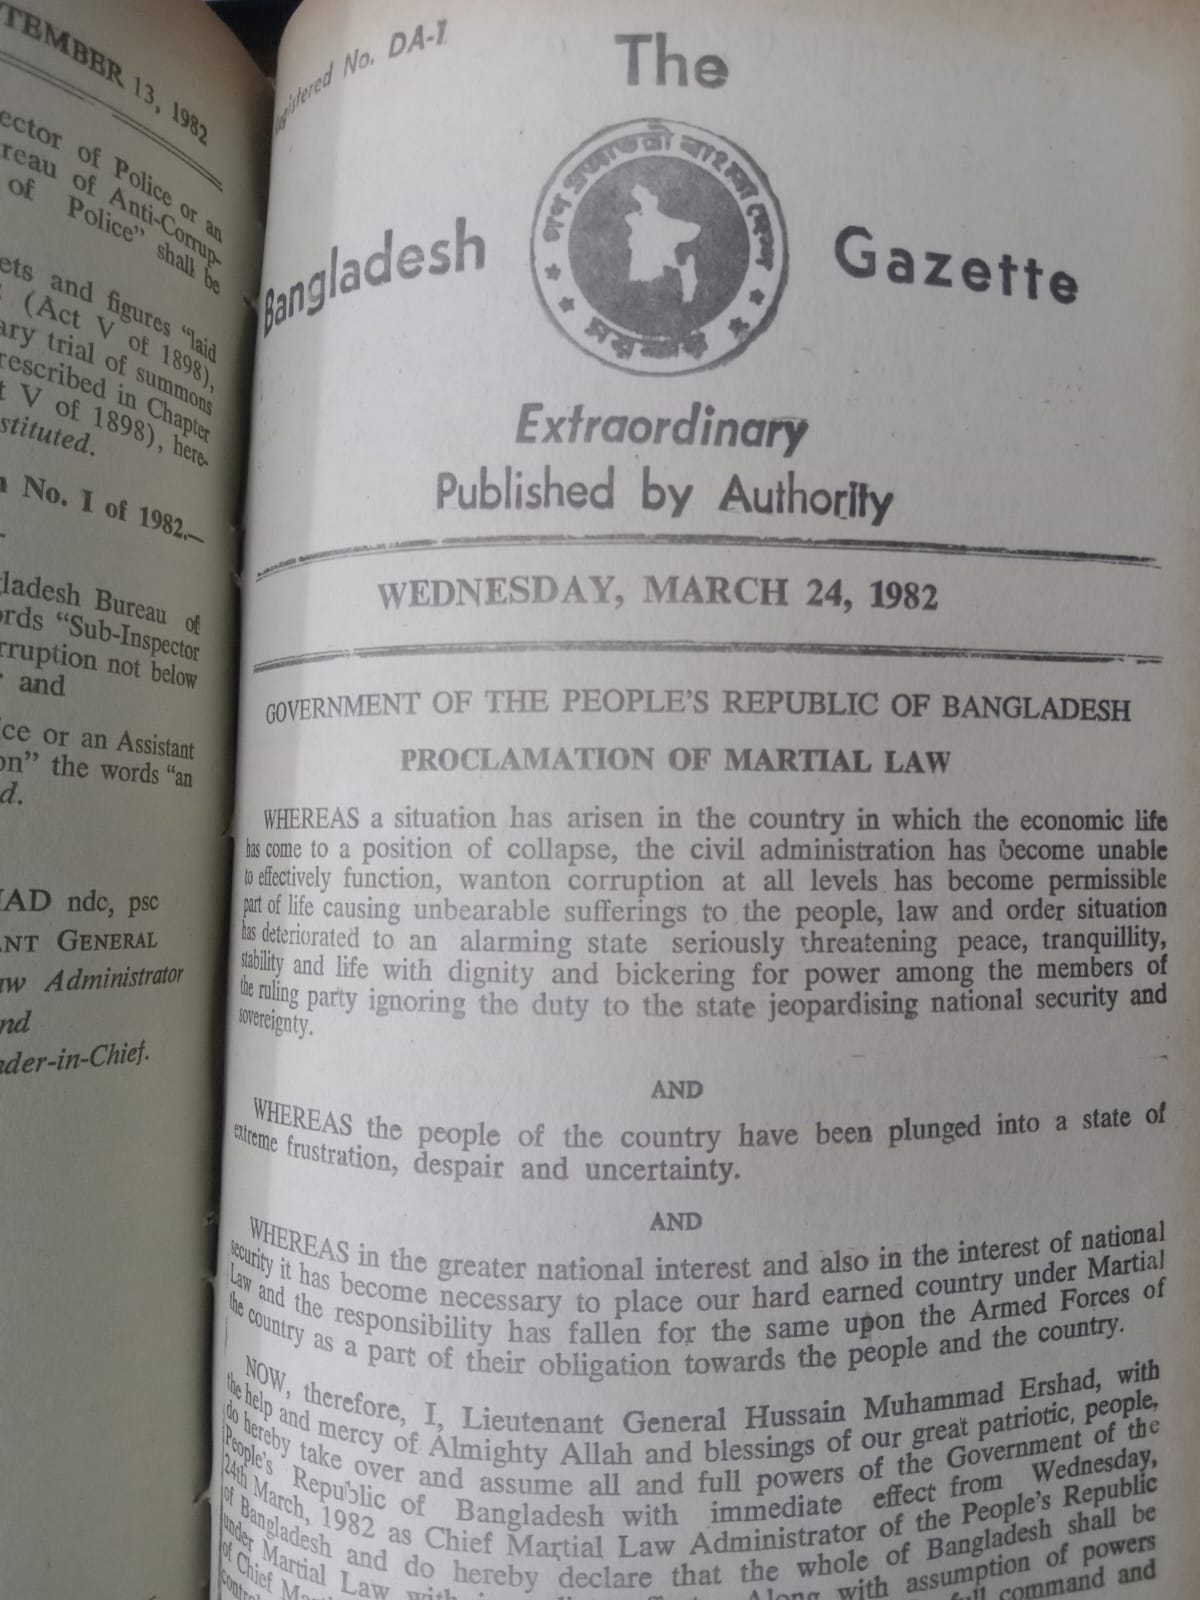 TEMBER 13, 1982
ector of Police or an
reau of Anti-Corrup-
of Police" shall be
ets and figures "laid
(Act V of 1898),
ary trial of summons
rescribed in Chapter
t V of 1898), here-
stituted.
No. I of 1982.—
ladesh Bureau of
rds "Sub-Inspector
rruption not below
and
ce or an Assistant
on" the words "an
d.
AD ndc, psc
ANT GENERAL
aw Administrator
nd
der-in-Chief.
Registered No. DA-1
The
Bangladesh
গণ প্রজাতন্ত্রী বাংলাদেশ
সরকার
Gazette
Extraordinary
Published by Authority
WEDNESDAY, MARCH 24, 1982
GOVERNMENT OF THE PEOPLE'S REPUBLIC OF BANGLADESH
PROCLAMATION OF MARTIAL LAW
WHEREAS a situation has arisen in the country in which the economic life
has come to a position of collapse, the civil administration has become unable
to effectively function, wanton corruption at all levels has become permissible
part of life causing unbearable sufferings to the people, law and order situation
has deteriorated to an alarming state seriously threatening peace, tranquillity,
stability and life with dignity and bickering for power among the members of
the ruling party ignoring the duty to the state jeopardising national security and
sovereignty.
AND
WHEREAS the people of the country have been plunged into a state of
extreme frustration, despair and uncertainty.
AND
WHEREAS in the greater national interest and also in the interest of national
security it has become necessary to place our hard earned country under Martial
Law and the responsibility has fallen for the same upon the Armed Forces of
the country as a part of their obligation towards the people and the country.
NOW, therefore, I, Lieutenant General Hussain Muhammad Ershad, with
the help and mercy of Almighty Allah and blessings of our great patriotic, people,
do hereby take over and assume all and full powers of the Government of the
People's Republic of Bangladesh with immediate effect from Wednesday,
24th March, 1982 as Chief Martial Law Administrator of the People's Republic
of Bangladesh and do hereby declare that the whole of Bangladesh shall be
under Martial Law with Along with assumption of powers
of Chief command and